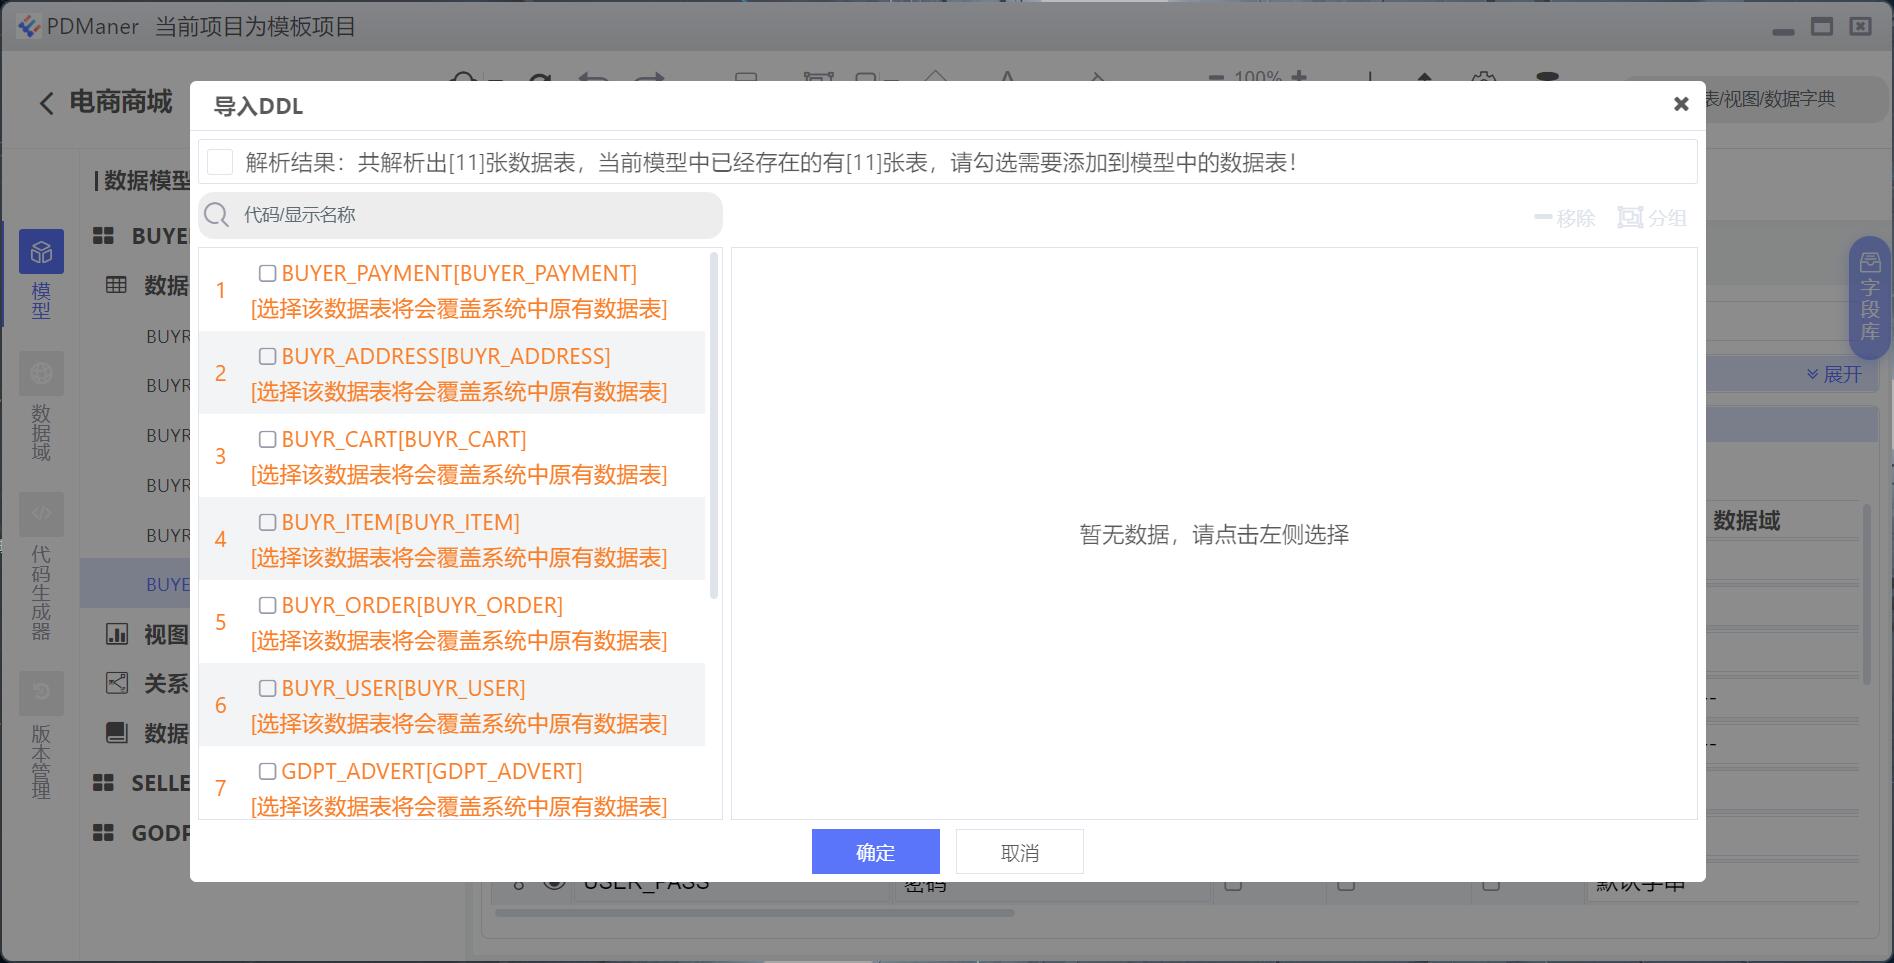 PDManer 当前项目为模板项目
电商商城
100%
表/视图/数据字典
导入DDL
解析结果：共解析出[11]张数据表，当前模型中已经存在的有[11]张表，请勾选需要添加到模型中的数据表！
代码/显示名称
移除 分组
数据模型
BUYE
数据
BUYR
BUYR
BUYR
BUYR
BUYR
BUYE
视图
关系
数据
SELLE
GODP
模型
数据域
代码生成器
版本管理
1 BUYER_PAYMENT[BUYER_PAYMENT]
[选择该数据表将会覆盖系统中原有数据表]
2 BUYR_ADDRESS[BUYR_ADDRESS]
[选择该数据表将会覆盖系统中原有数据表]
3 BUYR_CART[BUYR_CART]
[选择该数据表将会覆盖系统中原有数据表]
4 BUYR_ITEM[BUYR_ITEM]
[选择该数据表将会覆盖系统中原有数据表]
5 BUYR_ORDER[BUYR_ORDER]
[选择该数据表将会覆盖系统中原有数据表]
6 BUYR_USER[BUYR_USER]
[选择该数据表将会覆盖系统中原有数据表]
7 GDPT_ADVERT[GDPT_ADVERT]
[选择该数据表将会覆盖系统中原有数据表]
暂无数据，请点击左侧选择
字段库
展开
数据域
--
--
确定 取消
8 USER_PASS 密码 默认字串